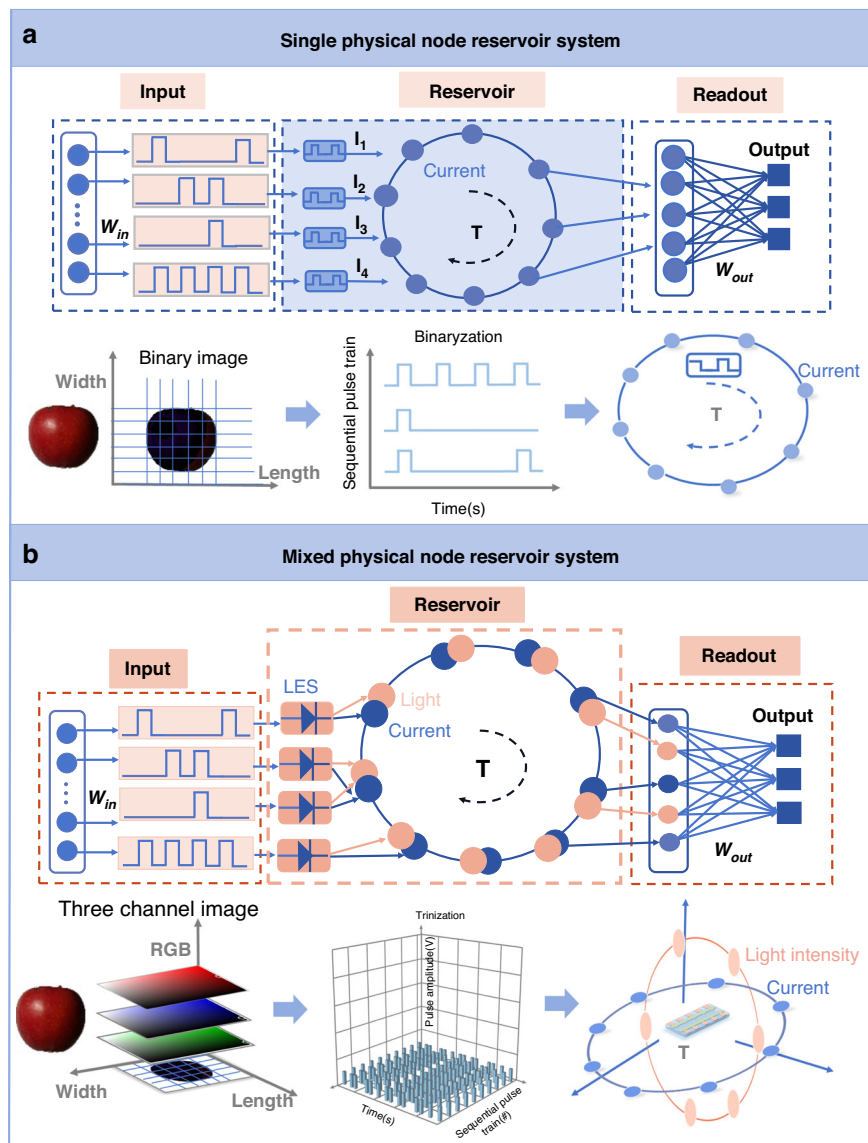 a
Single physical node reservoir system
Input
Reservoir
Readout
I1
I2
I3
I4
Current
T
Win
Output
Wout
Binary image
Width
Length
Binaryzation
Sequential pulse train
Time(s)
Current
T
b
Mixed physical node reservoir system
Reservoir
Input
Readout
LES
Light
Current
T
Win
Output
Wout
Three channel image
RGB
Width
Length
Trinization
Pulse amplitude(V)
Time(s)
Sequential pulse
train(#)
Light intensity
Current
T